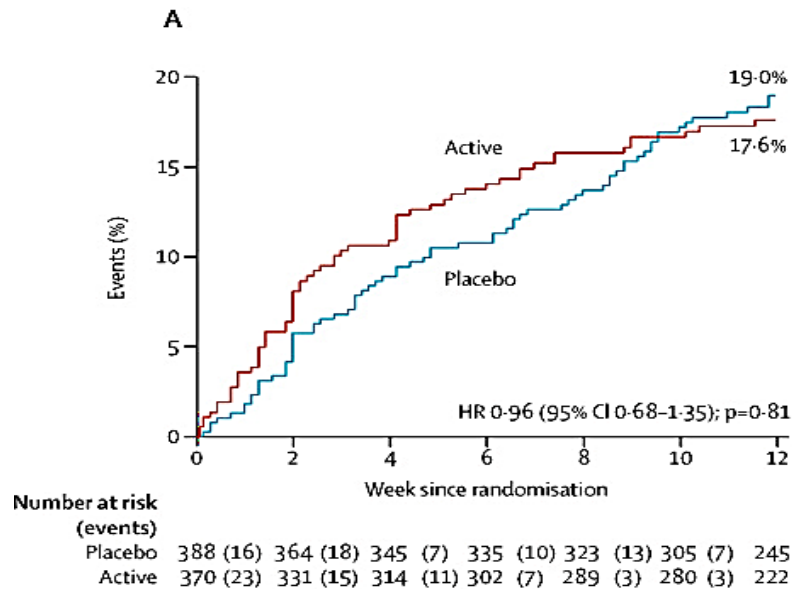 A
20
19·0%
Active
17·6%
15
Events (%)
10
Placebo
5
HR 0·96 (95% CI 0·68–1·35); p=0·81
0
0 2 4 6 8 10 12
Week since randomisation
Number at risk
(events)
Placebo 388 (16) 364 (18) 345 (7) 335 (10) 323 (13) 305 (7) 245
Active 370 (23) 331 (15) 314 (11) 302 (7) 289 (3) 280 (3) 222